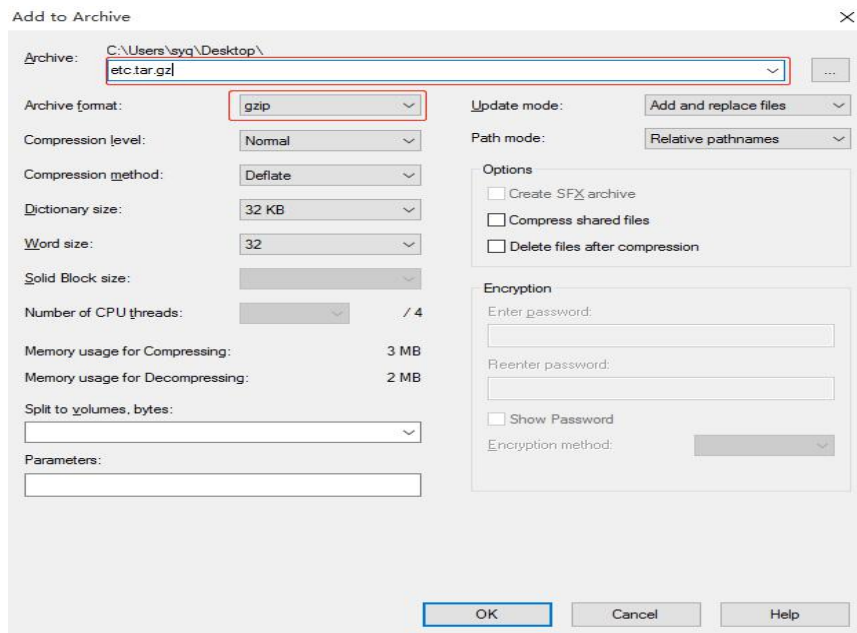 Add to Archive
Archive:
C:\Users\syq\Desktop\
etc.tar.gz
...
Archive format:
gzip
Update mode:
Add and replace files
Compression level:
Normal
Path mode:
Relative pathnames
Compression method:
Deflate
Options
Create SFX archive
Dictionary size:
32 KB
Compress shared files
Word size:
32
Delete files after compression
Solid Block size:
Encryption
Number of CPU threads:
/ 4
Enter password:
Memory usage for Compressing:
3 MB
Reenter password:
Memory usage for Decompressing:
2 MB
Split to volumes, bytes:
Show Password
Encryption method:
Parameters:
OK
Cancel
Help